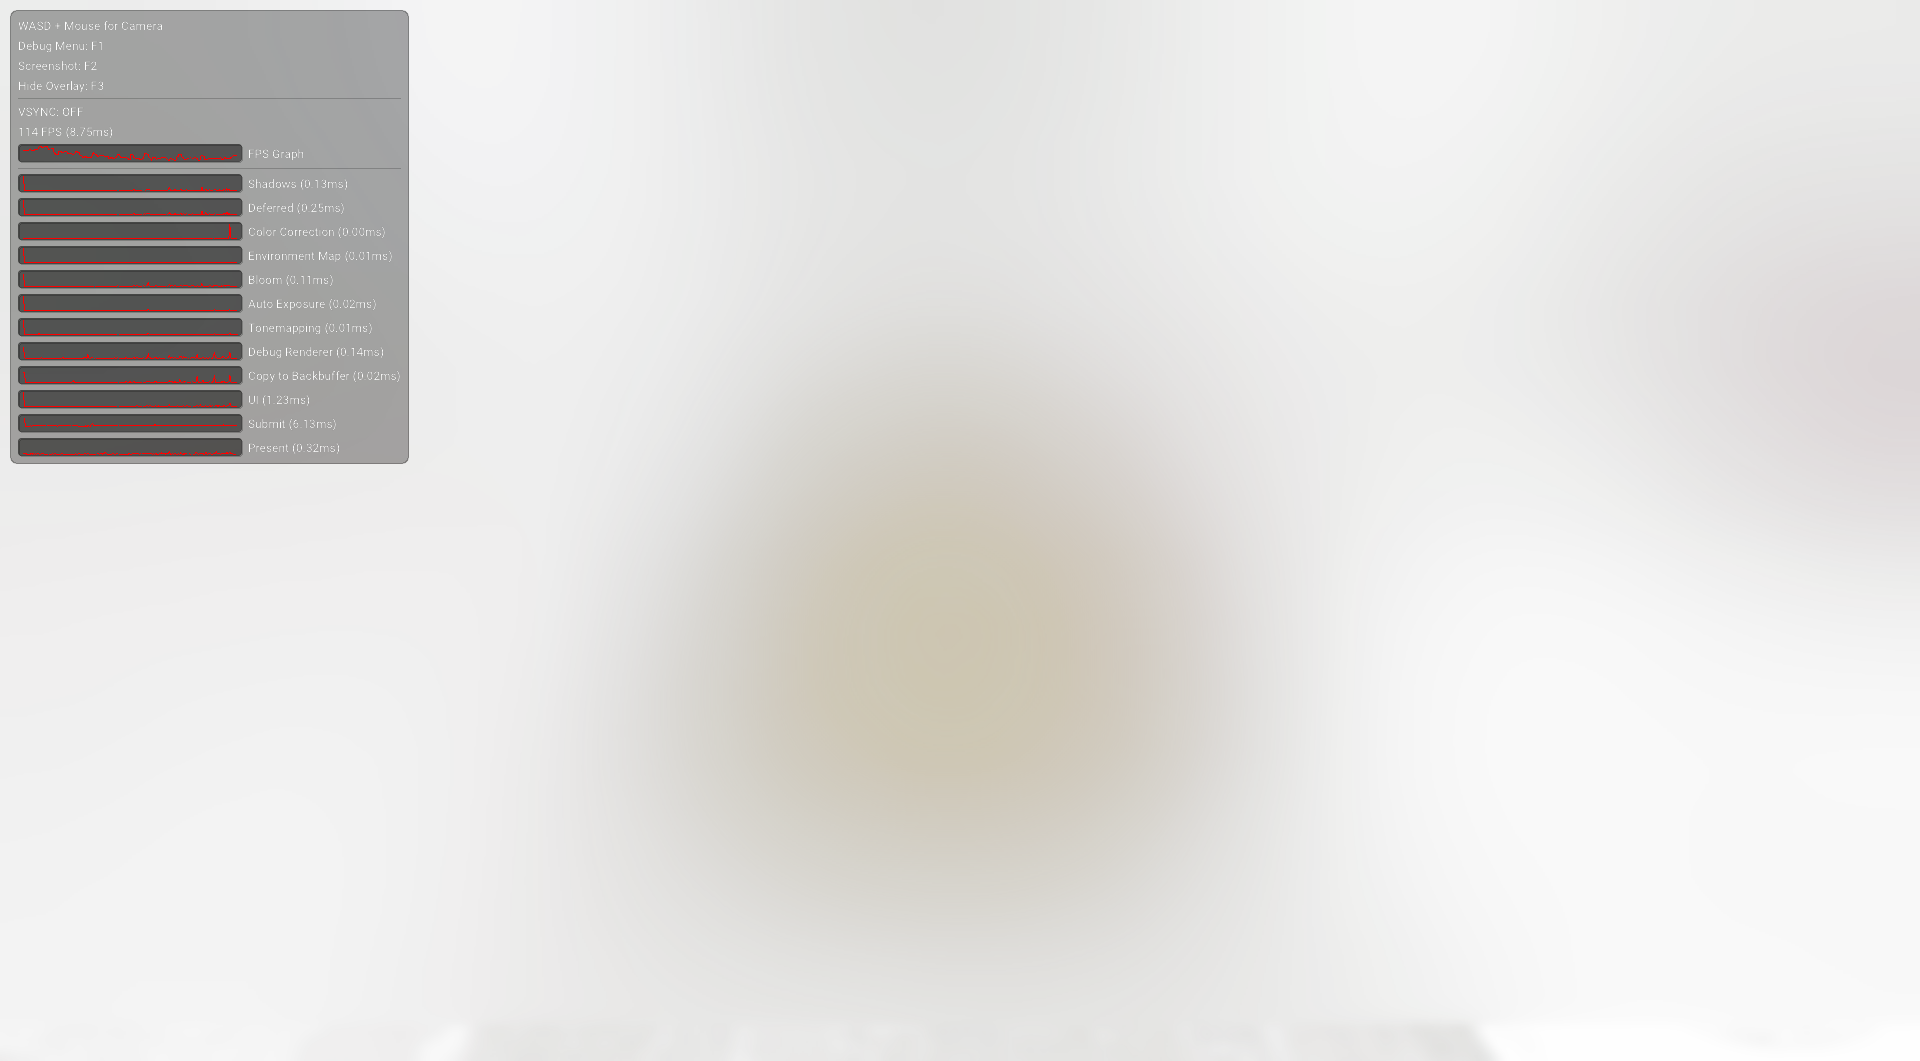 WASD + Mouse for Camera
Debug Menu: F1
Screenshot: F2
Hide Overlay: F3
VSYNC: OFF
114 FPS (8.75ms)
FPS Graph
Shadows (0.13ms)
Deferred (0.25ms)
Color Correction (0.00ms)
Environment Map (0.01ms)
Bloom (0.11ms)
Auto Exposure (0.02ms)
Tonemapping (0.01ms)
Debug Renderer (0.14ms)
Copy to Backbuffer (0.02ms)
UI (1.23ms)
Submit (6.13ms)
Present (0.32ms)